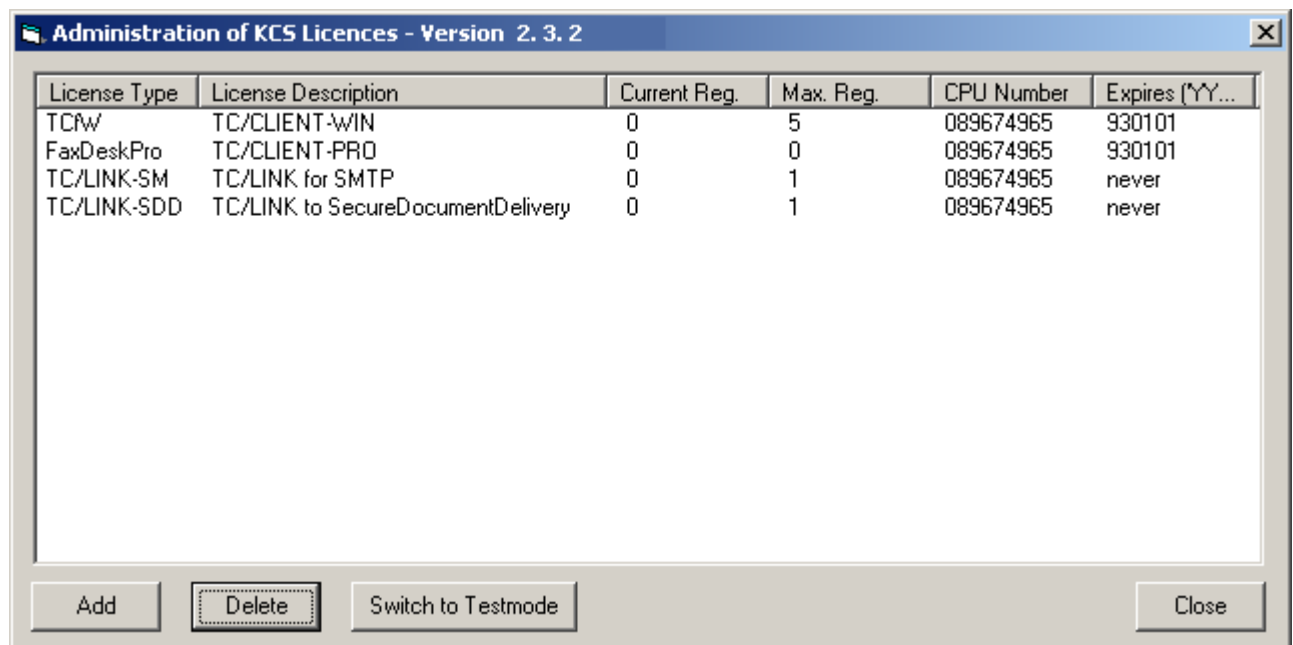 Administration of KCS Licences - Version 2. 3. 2
License Type License Description Current Reg. Max. Reg. CPU Number Expires ('YY...
TCfW TC/CLIENT-WIN 0 5 089674965 930101
FaxDeskPro TC/CLIENT-PRO 0 0 089674965 930101
TC/LINK-SM TC/LINK for SMTP 0 1 089674965 never
TC/LINK-SDD TC/LINK to SecureDocumentDelivery 0 1 089674965 never
Add Delete Switch to Testmode Close